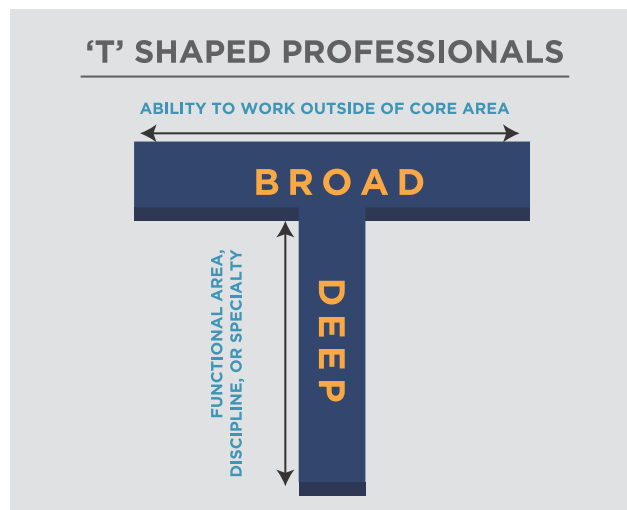 ‘T’ SHAPED PROFESSIONALS
ABILITY TO WORK OUTSIDE OF CORE AREA
BROAD
FUNCTIONAL AREA,
DISCIPLINE, OR SPECIALTY
DEEP